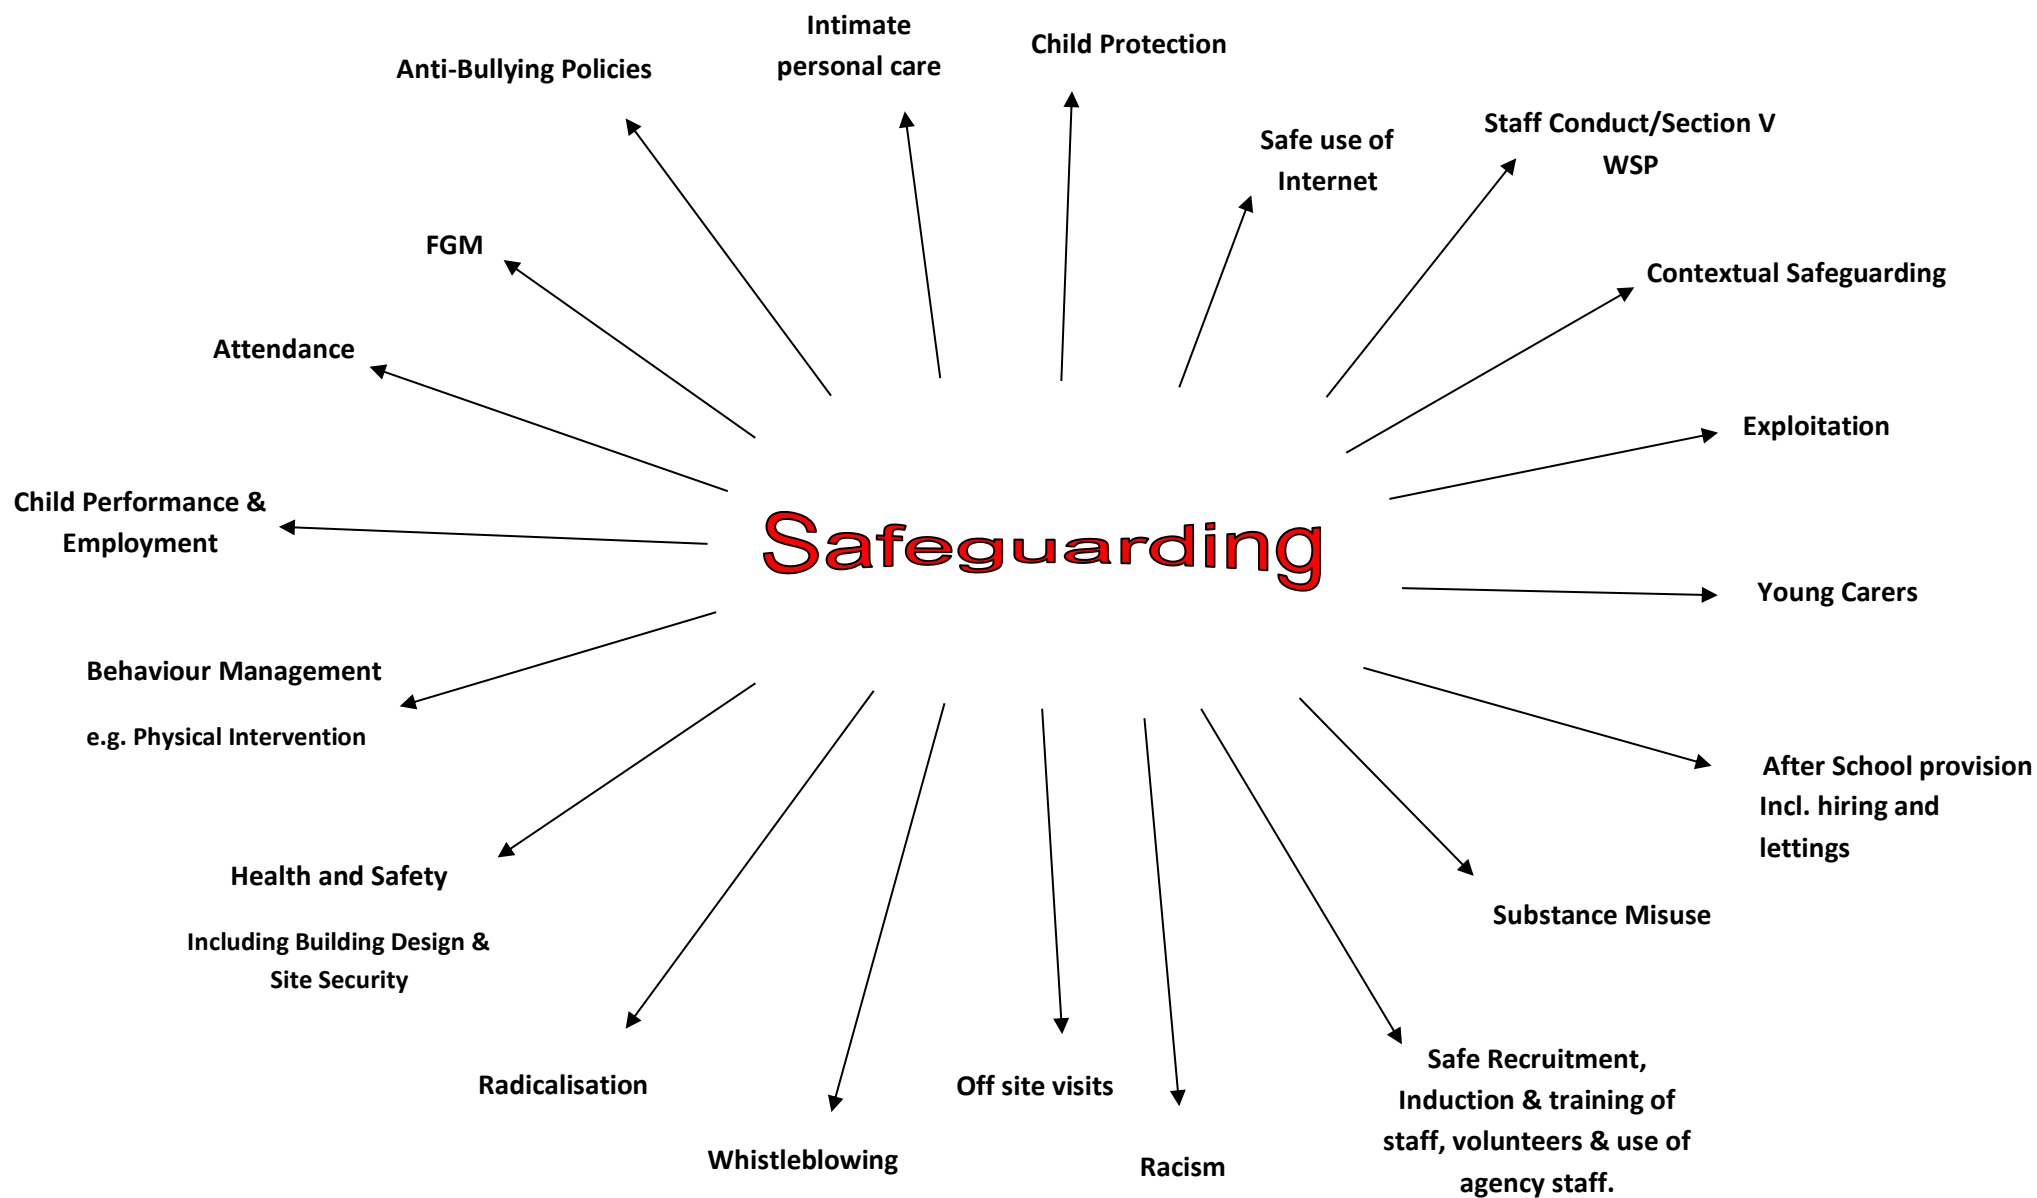 Intimate
personal care
Child Protection
Anti-Bullying Policies
Safe use of
Internet
Staff Conduct/Section V
WSP
FGM
Contextual Safeguarding
Attendance
Exploitation
Child Performance &
Employment
Safeguarding
Young Carers
Behaviour Management
e.g. Physical Intervention
After School provision
Incl. hiring and
lettings
Health and Safety
Including Building Design &
Site Security
Substance Misuse
Radicalisation
Off site visits
Safe Recruitment,
Induction & training of
staff, volunteers & use of
agency staff.
Whistleblowing
Racism